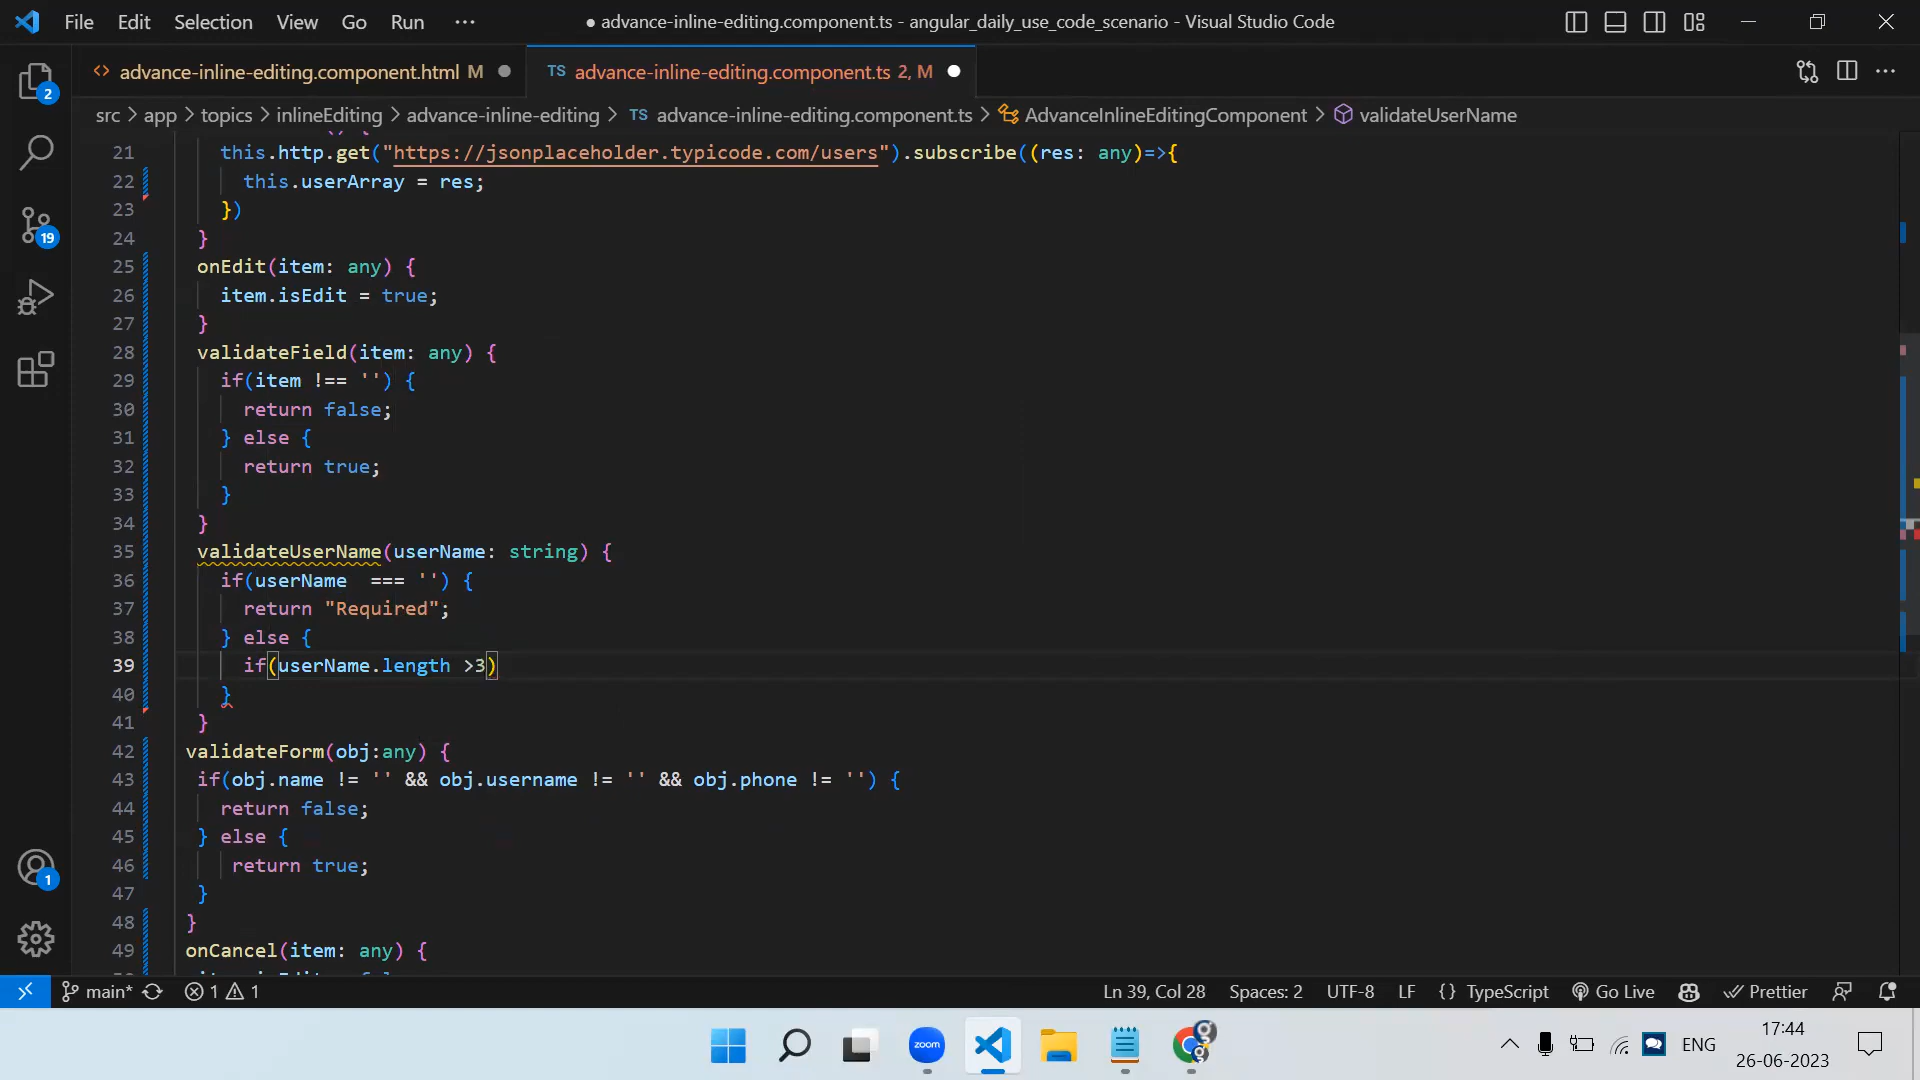 File Edit Selection View Go Run ··· ● advance-inline-editing.component.ts - angular_daily_use_code_scenario - Visual Studio Code
<> advance-inline-editing.component.html M ● TS advance-inline-editing.component.ts 2, M ●
src > app > topics > inlineEditing > advance-inline-editing > TS advance-inline-editing.component.ts > AdvanceInlineEditingComponent > validateUserName
21 this.http.get("https://jsonplaceholder.typicode.com/users").subscribe((res: any)=>{
22 this.userArray = res;
23 })
24 }
25 onEdit(item: any) {
26 item.isEdit = true;
27 }
28 validateField(item: any) {
29 if(item !== '') {
30 return false;
31 } else {
32 return true;
33 }
34 }
35 validateUserName(userName: string) {
36 if(userName  === '') {
37 return "Required";
38 } else {
39 if(userName.length >3)
40 }
41 }
42 validateForm(obj:any) {
43 if(obj.name != '' && obj.username != '' && obj.phone != '') {
44 return false;
45 } else {
46 return true;
47 }
48 }
49 onCancel(item: any) {
2
19
1
main* 1 1 Ln 39, Col 28 Spaces: 2 UTF-8 LF {} TypeScript Go Live Prettier
zoom
ENG
17:44
26-06-2023